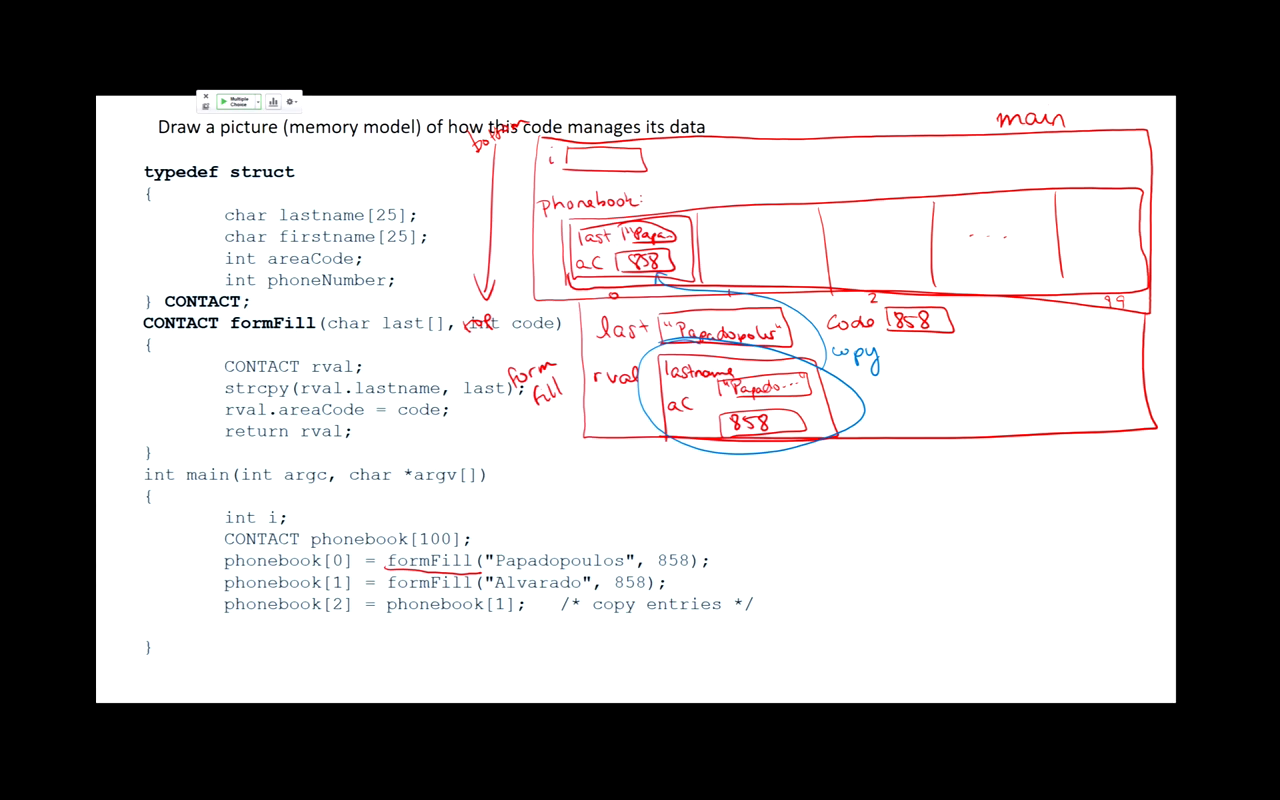 Multiple
Choice
Draw a picture (memory model) of how this code manages its data
bottom
main
typedef struct
{
char lastname[25];
char firstname[25];
int areaCode;
int phoneNumber;
} CONTACT;
CONTACT formFill(char last[], int code)
top
{
CONTACT rval;
strcpy(rval.lastname, last);
rval.areaCode = code;
return rval;
}
int main(int argc, char *argv[])
{
int i;
CONTACT phonebook[100];
phonebook[0] = formFill("Papadopoulos", 858);
phonebook[1] = formFill("Alvarado", 858);
phonebook[2] = phonebook[1]; /* copy entries */
}
i
phonebook:
last "Papa
ac 858
....
0 1 2 99
last "Papadopolis" code 858
copy
form
fill
rval lastname
"Papado..."
ac
858